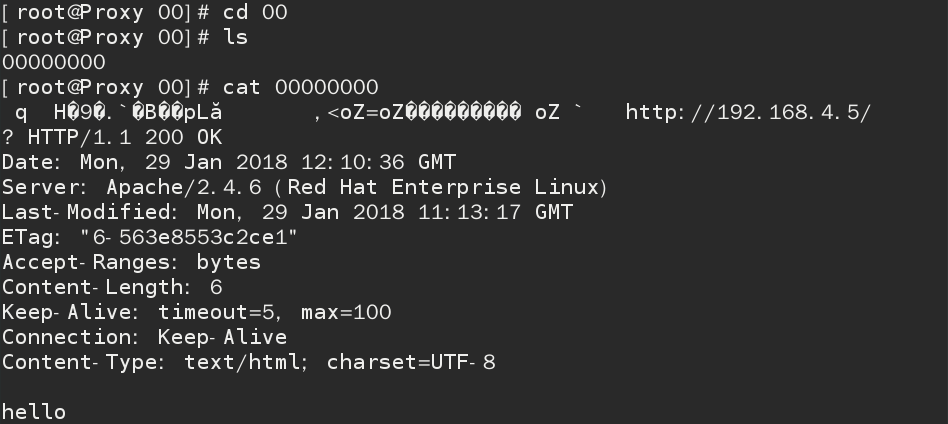 [root@Proxy 00]# cd 00
[root@Proxy 00]# ls
00000000
[root@Proxy 00]# cat 00000000
q H�9�.`�B��pLă ,<oZ=oZ��������� oZ ` http://192.168.4.5/
? HTTP/1.1 200 OK
Date: Mon, 29 Jan 2018 12:10:36 GMT
Server: Apache/2.4.6 (Red Hat Enterprise Linux)
Last-Modified: Mon, 29 Jan 2018 11:13:17 GMT
ETag: "6-563e8553c2ce1"
Accept-Ranges: bytes
Content-Length: 6
Keep-Alive: timeout=5, max=100
Connection: Keep-Alive
Content-Type: text/html; charset=UTF-8
hello